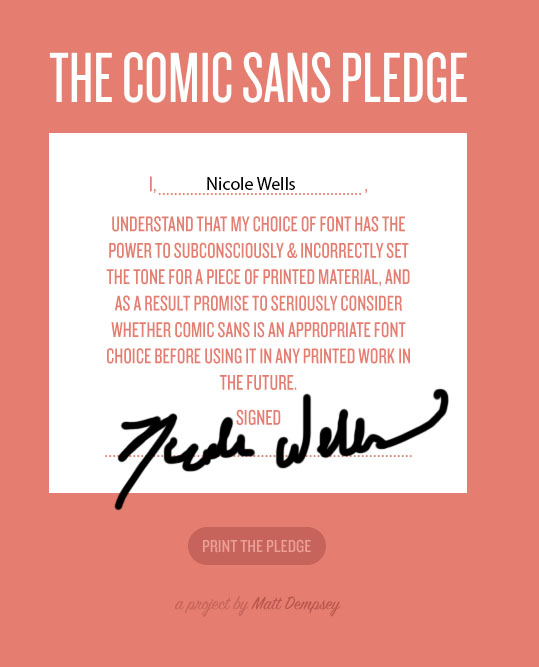 THE COMIC SANS PLEDGE
I, Nicole Wells ,
UNDERSTAND THAT MY CHOICE OF FONT HAS THE
POWER TO SUBCONSCIOUSLY & INCORRECTLY SET
THE TONE FOR A PIECE OF PRINTED MATERIAL, AND
AS A RESULT PROMISE TO SERIOUSLY CONSIDER
WHETHER COMIC SANS IS AN APPROPRIATE FONT
CHOICE BEFORE USING IT IN ANY PRINTED WORK IN
THE FUTURE.
SIGNED
Nicole Wells
PRINT THE PLEDGE
a project by Matt Dempsey